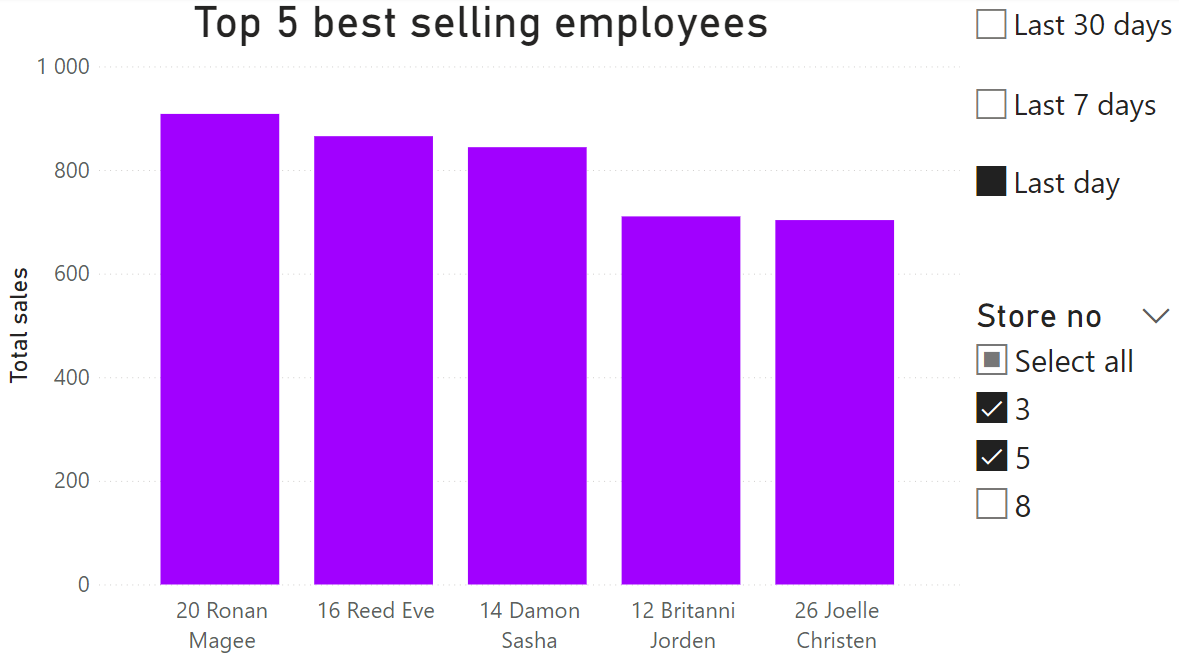 Top 5 best selling employees
1 000
800
600
400
200
0
Total sales
20 Ronan
Magee
16 Reed Eve
14 Damon
Sasha
12 Britanni
Jorden
26 Joelle
Christen
Last 30 days
Last 7 days
Last day
Store no
Select all
3
5
8